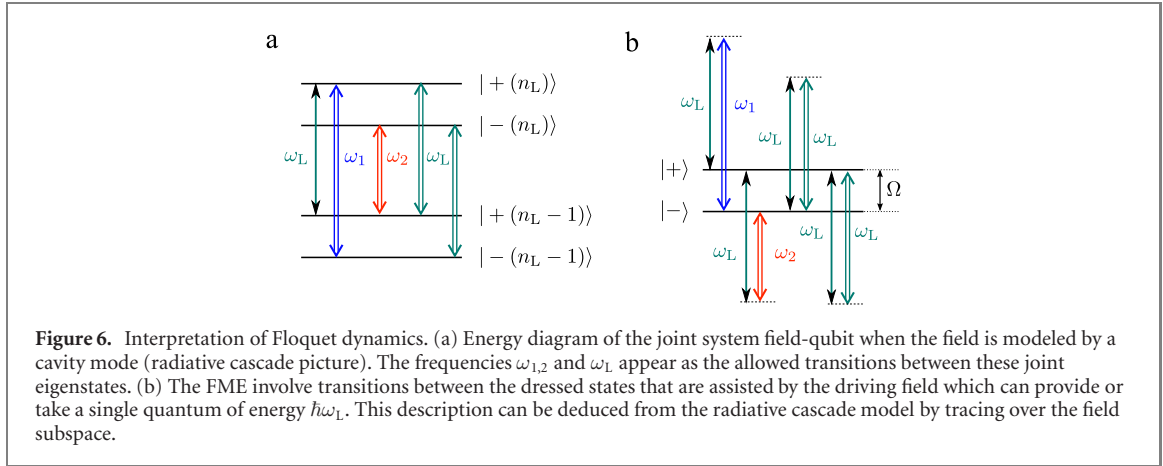 a
b
| + (n_L)⟩
| − (n_L)⟩
ω_L
ω_1
ω_2
ω_L
| + (n_L − 1)⟩
| − (n_L − 1)⟩
ω_L
ω_1
ω_L
ω_L
|+⟩
Ω
|−⟩
ω_L
ω_2
ω_L
ω_L
Figure 6. Interpretation of Floquet dynamics. (a) Energy diagram of the joint system field-qubit when the field is modeled by a
cavity mode (radiative cascade picture). The frequencies ω_{1,2} and ω_L appear as the allowed transitions between these joint
eigenstates. (b) The FME involve transitions between the dressed states that are assisted by the driving field which can provide or
take a single quantum of energy ℏω_L. This description can be deduced from the radiative cascade model by tracing over the field
subspace.